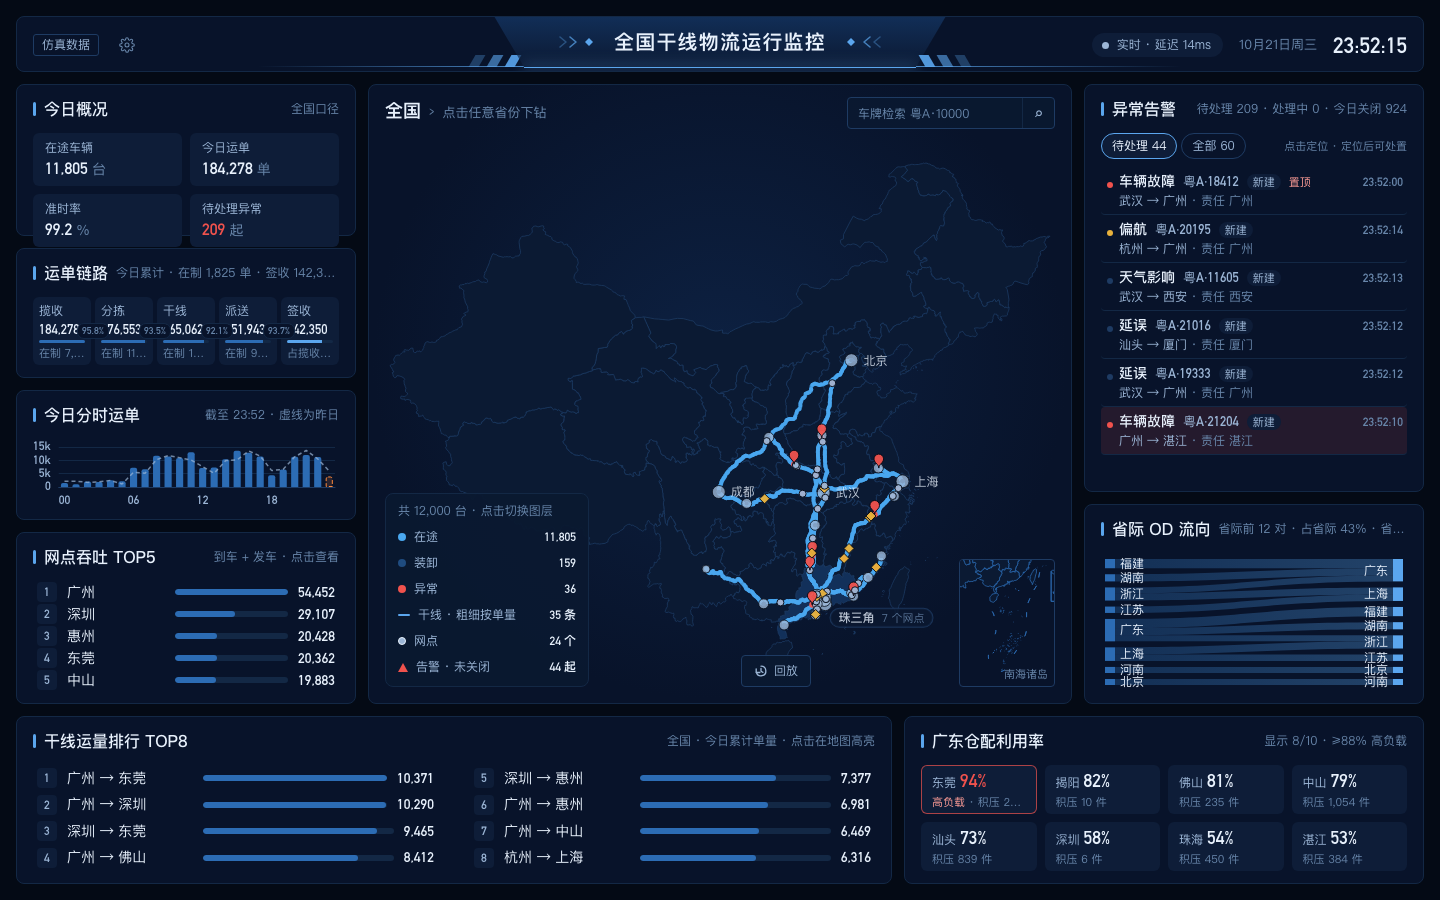 仿真数据
全国干线物流运行监控
实时 · 延迟 14ms
10月21日周三
23:52:15
今日概况
全国口径
在途车辆
11,805 台
今日运单
184,278 单
准时率
99.2 %
待处理异常
209 起
运单链路
今日累计 · 在制 1,825 单 · 签收 142,3…
揽收 分拣 干线 派送 签收
184,278 95.8% 76,553 93.5% 65,062 92.1% 51,943 93.7% 42,350
在制 7,… 在制 11… 在制 1… 在制 9… 占揽收…
今日分时运单
截至 23:52 · 虚线为昨日
15k
10k
5k
0
00 06 12 18
网点吞吐 TOP5
到车 + 发车 · 点击查看
1 广州 54,452
2 深圳 29,107
3 惠州 20,428
4 东莞 20,362
5 中山 19,883
全国 › 点击任意省份下钻
车牌检索 粤A·10000
北京
成都
武汉
上海
珠三角 7 个网点
南海诸岛
共 12,000 台 · 点击切换图层
在途 11,805
装卸 159
异常 36
干线 · 粗细按单量 35 条
网点 24 个
告警 · 未关闭 44 起
回放
异常告警
待处理 209 · 处理中 0 · 今日关闭 924
待处理 44
全部 60
点击定位 · 定位后可处置
车辆故障 粤A·18412 新建 置顶 23:52:00
武汉 → 广州 · 责任 广州
偏航 粤A·20195 新建 23:52:14
杭州 → 广州 · 责任 广州
天气影响 粤A·11605 新建 23:52:13
武汉 → 西安 · 责任 西安
延误 粤A·21016 新建 23:52:12
汕头 → 厦门 · 责任 厦门
延误 粤A·19333 新建 23:52:12
武汉 → 广州 · 责任 广州
车辆故障 粤A·21204 新建 23:52:10
广州 → 湛江 · 责任 湛江
省际 OD 流向
省际前 12 对 · 占省际 43% · 省…
福建
湖南
浙江
江苏
广东
上海
河南
北京
广东
上海
福建
湖南
浙江
江苏
北京
河南
干线运量排行 TOP8
全国 · 今日累计单量 · 点击在地图高亮
1 广州 → 东莞 10,371
2 广州 → 深圳 10,290
3 深圳 → 东莞 9,465
4 广州 → 佛山 8,412
5 深圳 → 惠州 7,377
6 广州 → 惠州 6,981
7 广州 → 中山 6,469
8 杭州 → 上海 6,316
广东仓配利用率
显示 8/10 · ≥88% 高负载
东莞 94%
高负载 · 积压 2…
揭阳 82%
积压 10 件
佛山 81%
积压 235 件
中山 79%
积压 1,054 件
汕头 73%
积压 839 件
深圳 58%
积压 6 件
珠海 54%
积压 450 件
湛江 53%
积压 384 件